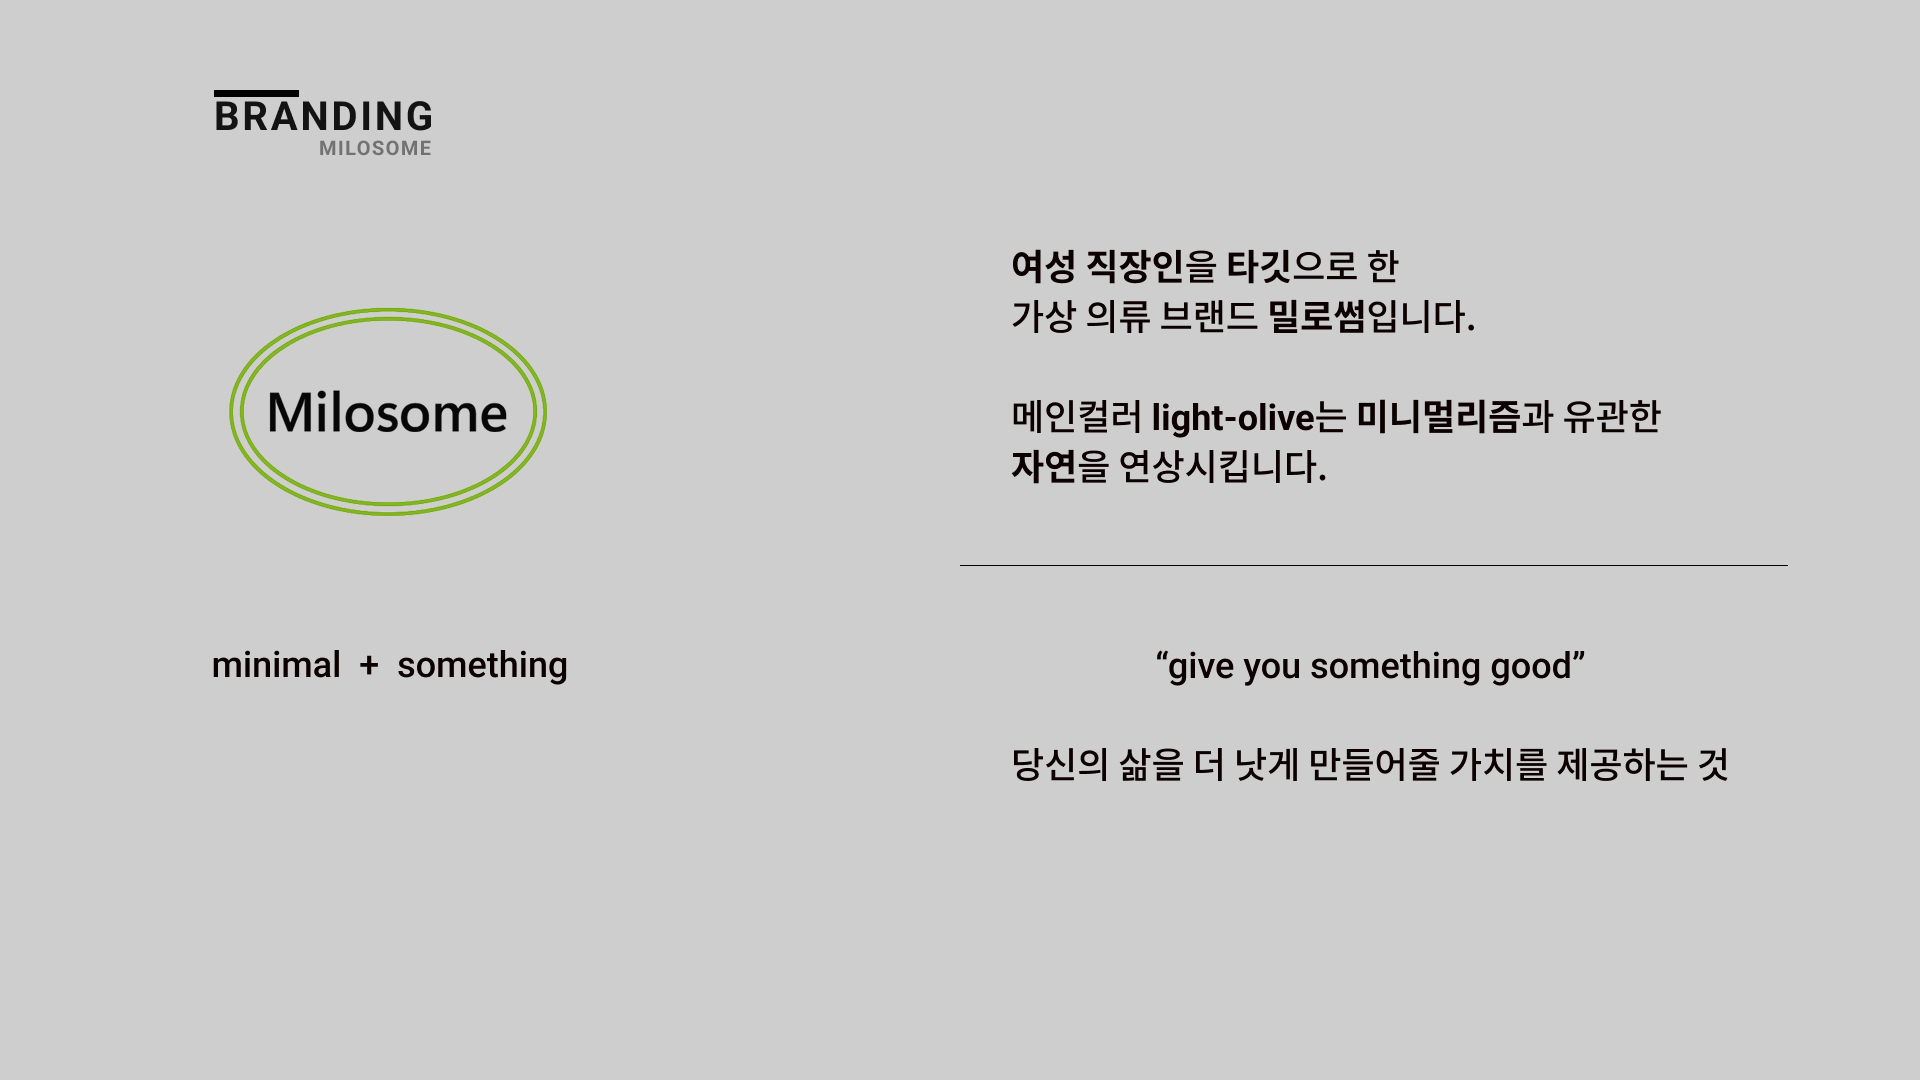 BRANDING
MILOSOME
Milosome
minimal + something
여성 직장인을 타깃으로 한
가상 의류 브랜드 밀로썸입니다.
메인컬러 light-olive는 미니멀리즘과 유관한
자연을 연상시킵니다.
“give you something good”
당신의 삶을 더 낫게 만들어줄 가치를 제공하는 것